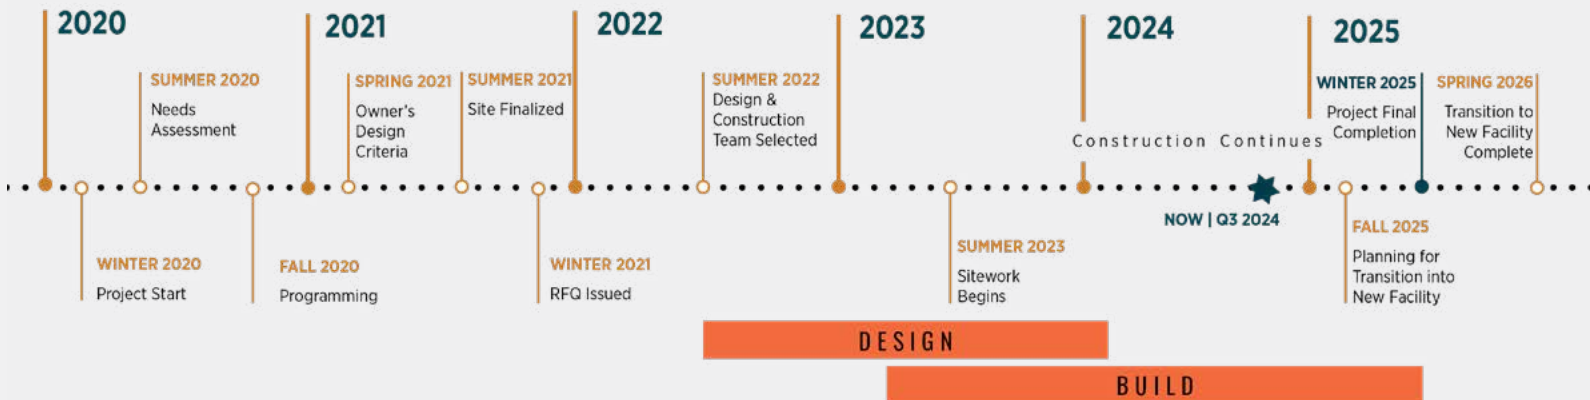 2020
2021
2022
2023
2024
2025
SUMMER 2020
Needs
Assessment
SPRING 2021
Owner's
Design
Criteria
SUMMER 2021
Site Finalized
SUMMER 2022
Design &
Construction
Team Selected
Construction Continues
WINTER 2025
Project Final
Completion
SPRING 2026
Transition to
New Facility
Complete
WINTER 2020
Project Start
FALL 2020
Programming
WINTER 2021
RFQ Issued
SUMMER 2023
Sitework
Begins
NOW | Q3 2024
FALL 2025
Planning for
Transition into
New Facility
DESIGN
BUILD